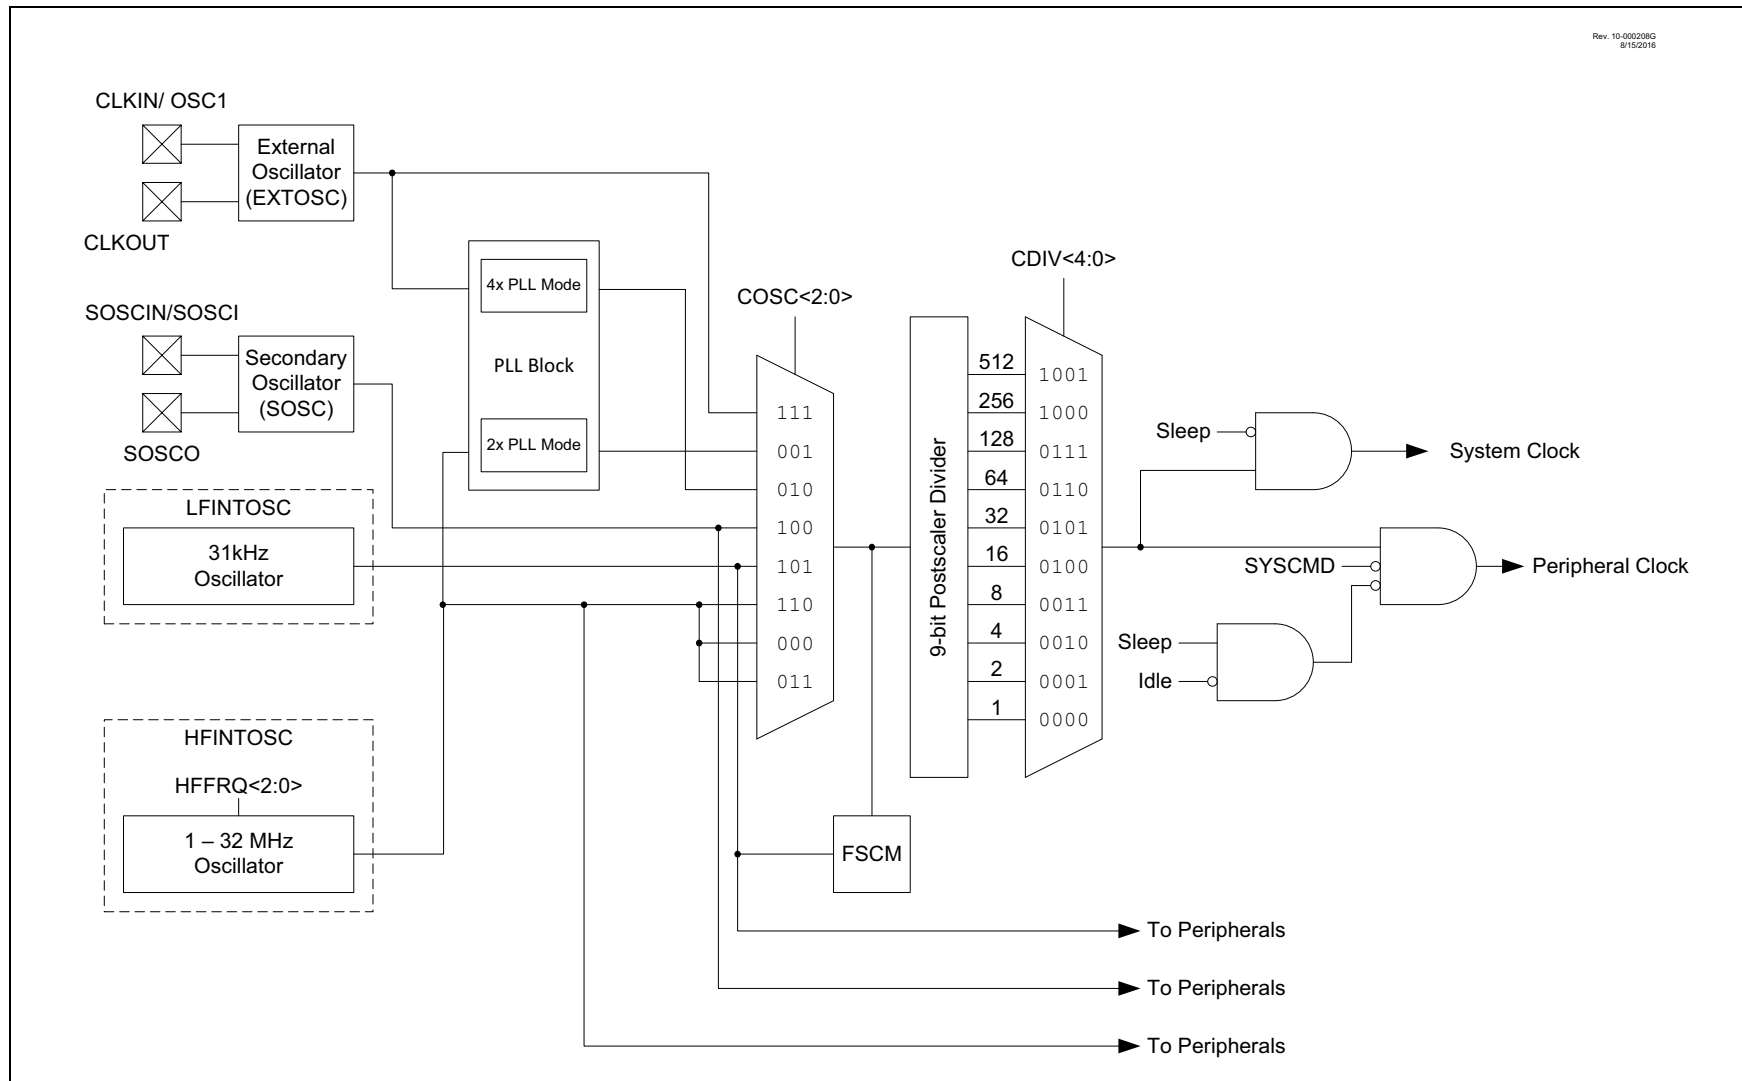 Rev. 10-000208G
8/15/2016
CLKIN/ OSC1
External
Oscillator
(EXTOSC)
CLKOUT
4x PLL Mode
PLL Block
2x PLL Mode
SOSCIN/SOSCI
Secondary
Oscillator
(SOSC)
SOSCO
LFINTOSC
31kHz
Oscillator
HFINTOSC
HFFRQ<2:0>
1 – 32 MHz
Oscillator
COSC<2:0>
111
001
010
100
101
110
000
011
FSCM
9-bit Postscaler Divider
CDIV<4:0>
512 1001
256 1000
128 0111
64 0110
32 0101
16 0100
8 0011
4 0010
2 0001
1 0000
Sleep
System Clock
SYSCMD
Peripheral Clock
Sleep
Idle
To Peripherals
To Peripherals
To Peripherals